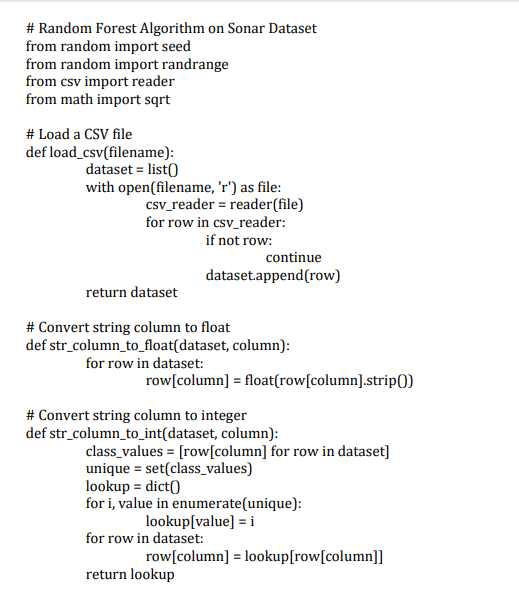 # Random Forest Algorithm on Sonar Dataset
from random import seed
from random import randrange
from csv import reader
from math import sqrt

# Load a CSV file
def load_csv(filename):
	dataset = list()
	with open(filename, 'r') as file:
		csv_reader = reader(file)
		for row in csv_reader:
			if not row:
				continue
			dataset.append(row)
	return dataset

# Convert string column to float
def str_column_to_float(dataset, column):
	for row in dataset:
		row[column] = float(row[column].strip())

# Convert string column to integer
def str_column_to_int(dataset, column):
	class_values = [row[column] for row in dataset]
	unique = set(class_values)
	lookup = dict()
	for i, value in enumerate(unique):
		lookup[value] = i
	for row in dataset:
		row[column] = lookup[row[column]]
	return lookup